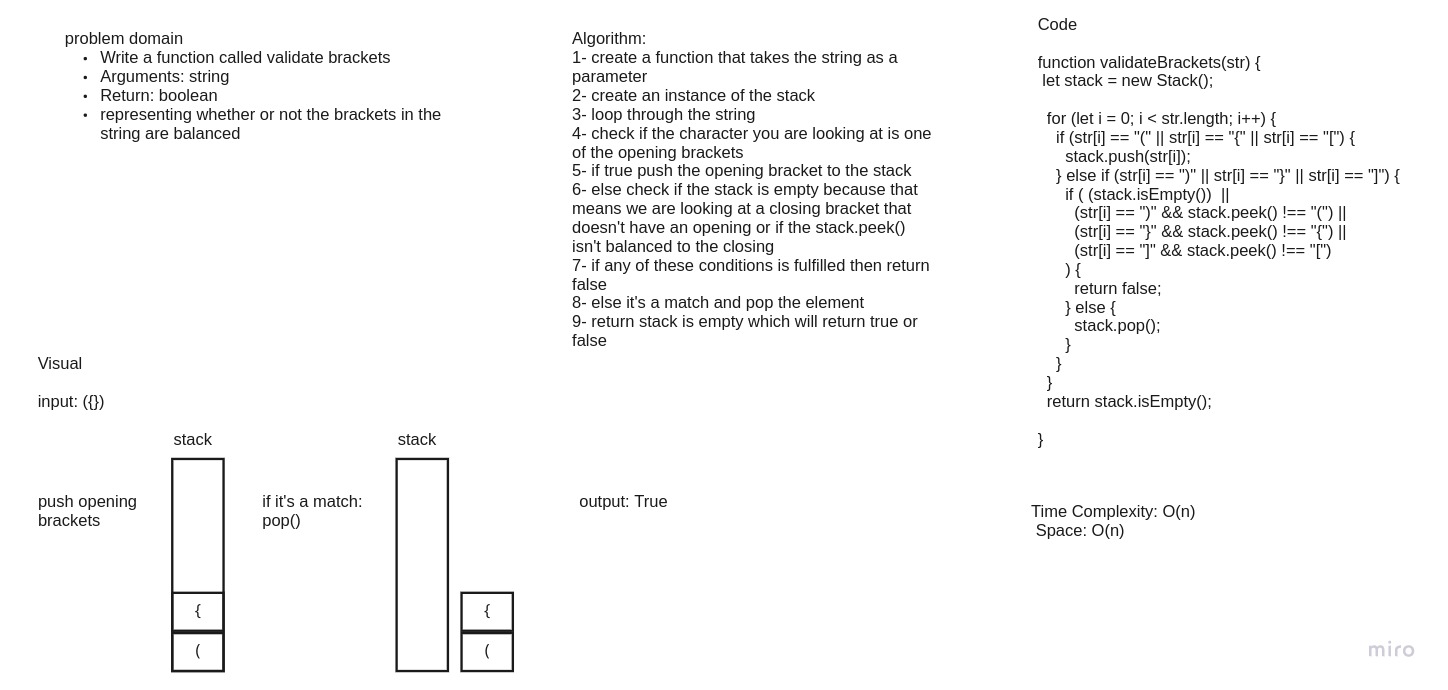 problem domain
• Write a function called validate brackets
• Arguments: string
• Return: boolean
• representing whether or not the brackets in the
string are balanced
Algorithm:
1- create a function that takes the string as a
parameter
2- create an instance of the stack
3- loop through the string
4- check if the character you are looking at is one
of the opening brackets
5- if true push the opening bracket to the stack
6- else check if the stack is empty because that
means we are looking at a closing bracket that
doesn't have an opening or if the stack.peek()
isn't balanced to the closing
7- if any of these conditions is fulfilled then return
false
8- else it's a match and pop the element
9- return stack is empty which will return true or
false
Code
function validateBrackets(str) {
let stack = new Stack();
for (let i = 0; i < str.length; i++) {
if (str[i] == "(" || str[i] == "{" || str[i] == "[") {
stack.push(str[i]);
} else if (str[i] == ")" || str[i] == "}" || str[i] == "]") {
if ( (stack.isEmpty())  ||
(str[i] == ")" && stack.peek() !== "(") ||
(str[i] == "}" && stack.peek() !== "{") ||
(str[i] == "]" && stack.peek() !== "[")
) {
return false;
} else {
stack.pop();
}
}
}
return stack.isEmpty();
}
Time Complexity: O(n)
Space: O(n)
Visual
input: ({})
stack
push opening
brackets
{
(
stack
if it's a match:
pop()
{
(
output: True
miro